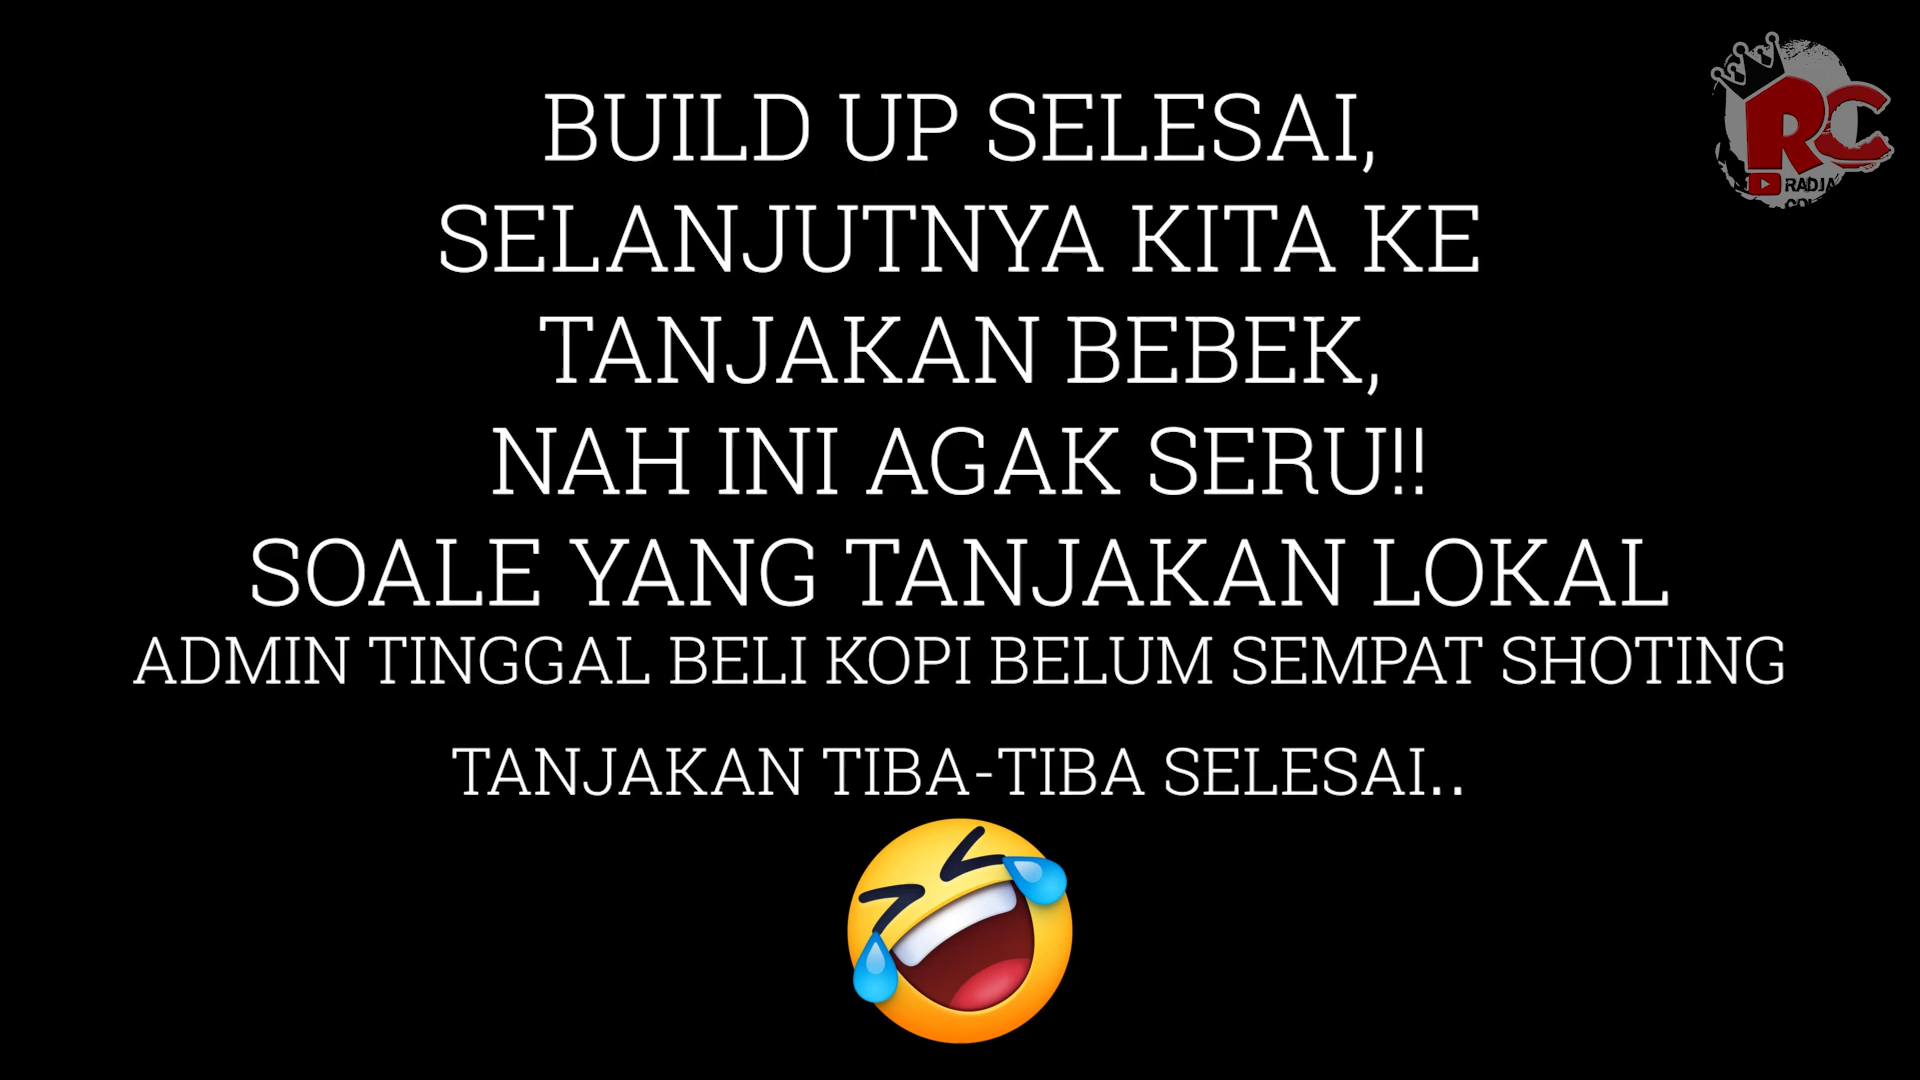 BUILD UP SELESAI,
SELANJUTNYA KITA KE
TANJAKAN BEBEK,
NAH INI AGAK SERU!!
SOALE YANG TANJAKAN LOKAL
ADMIN TINGGAL BELI KOPI BELUM SEMPAT SHOTING
TANJAKAN TIBA-TIBA SELESAI..
RC
RADJA